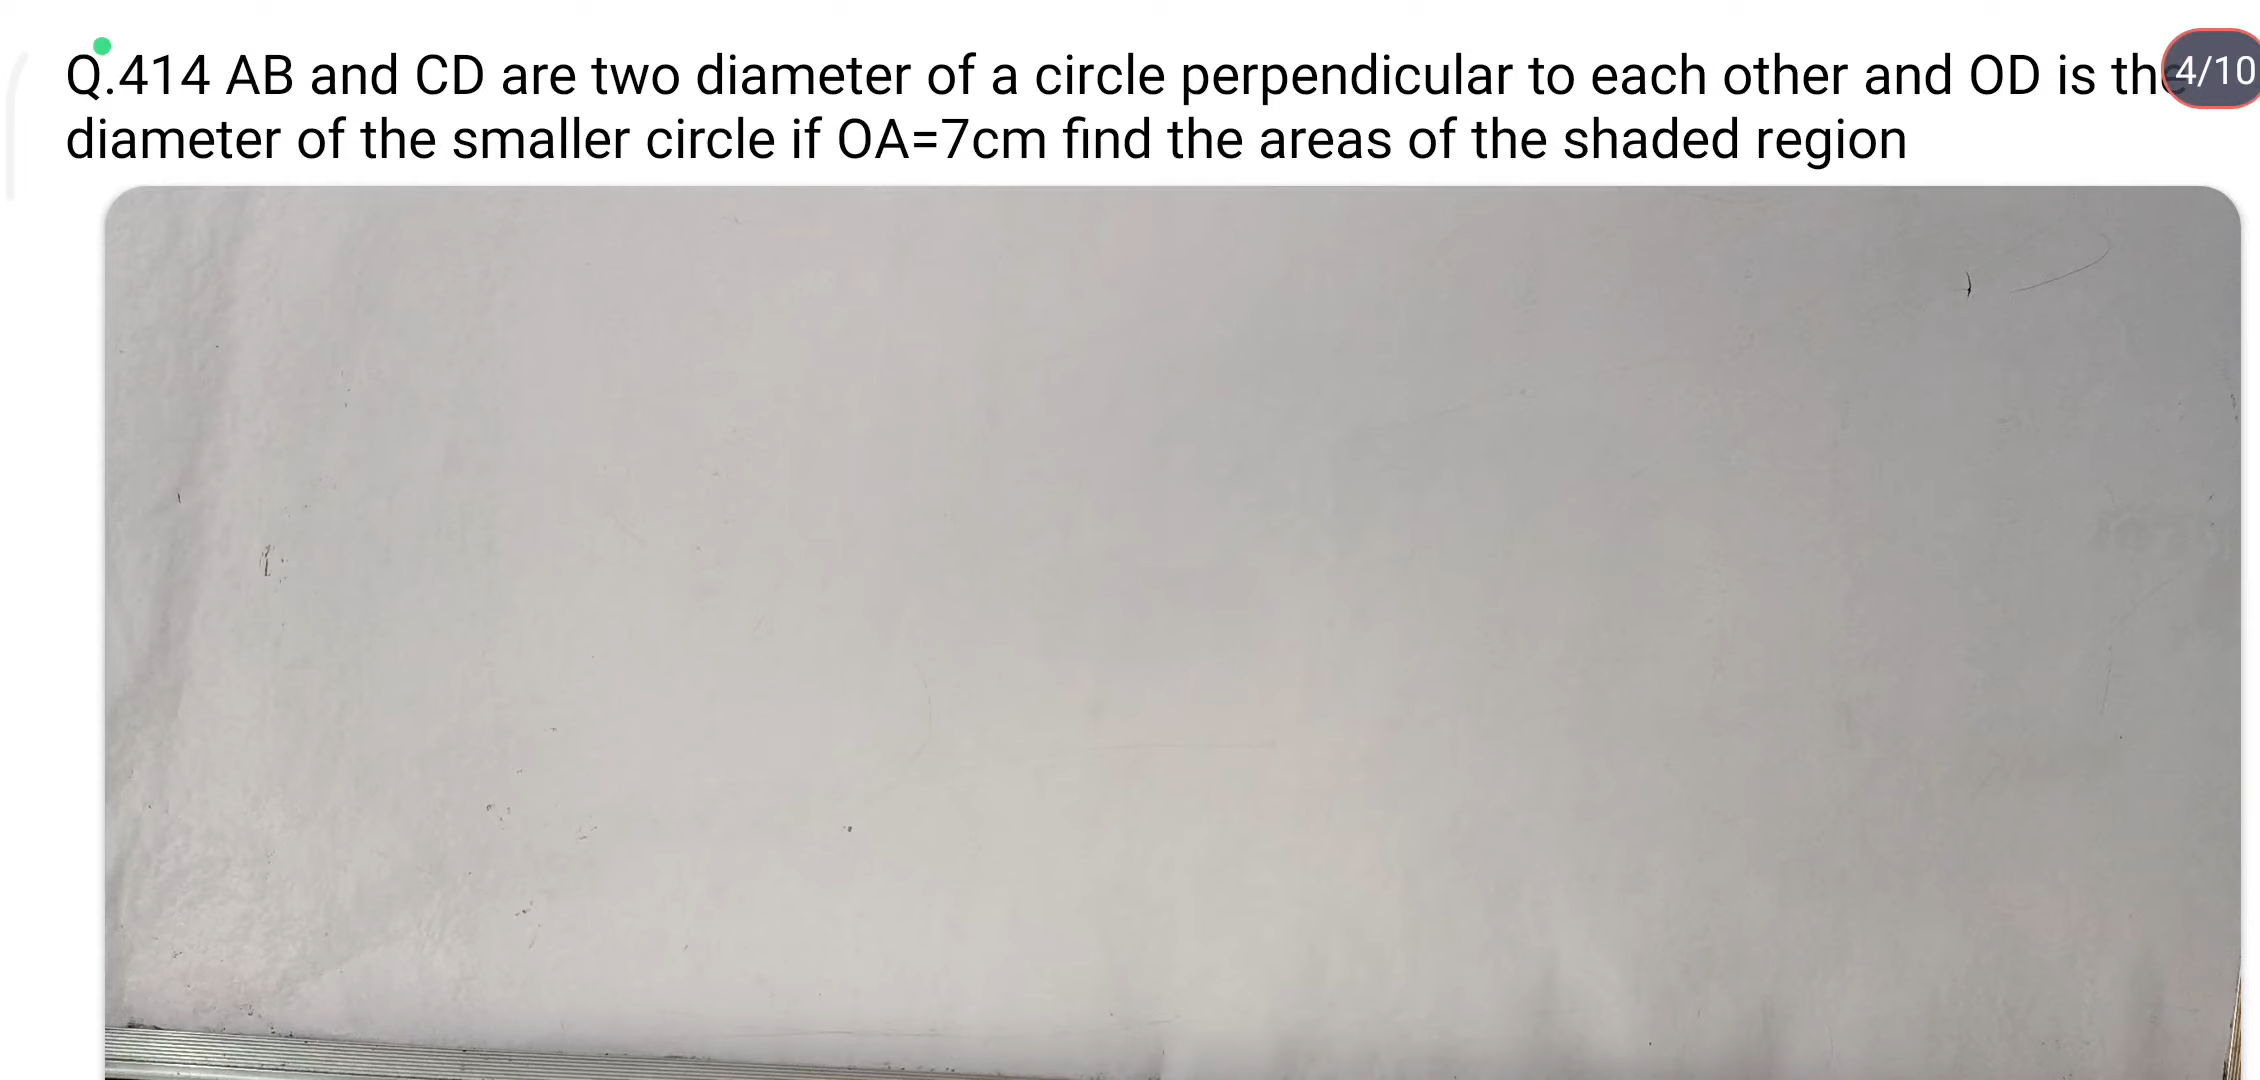 Q.414 AB and CD are two diameter of a circle perpendicular to each other and OD is the 4/10
diameter of the smaller circle if OA=7cm find the areas of the shaded region